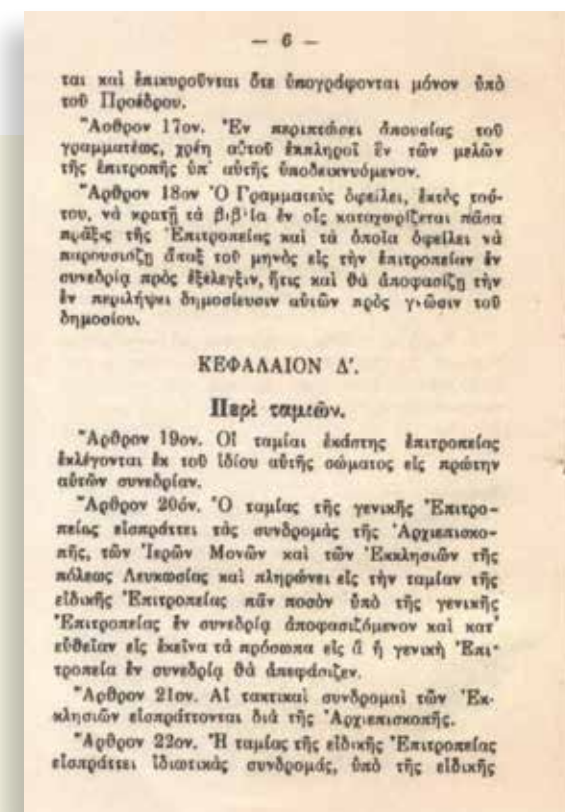 — 6 —
ται καὶ ἐπικυροῦνται ὅτε ὑπογράφονται μόνον ὑπὸ
τοῦ Προέδρου.
Ἄοθρον 17ον. Ἐν περιπτώσει ἀπουσίας τοῦ
γραμματέως, χρέη αὐτοῦ ἐκπληροῖ ἓν τῶν μελῶν
τῆς ἐπιτροπῆς ὑπ' αὐτῆς ὑποδεικνυόμενον.
Ἄρθρον 18ον Ὁ Γραμματεὺς ὀφείλει, ἐκτὸς τού-
του, νὰ κρατῇ τὰ βιβλία ἐν οἷς καταχωρίζεται πᾶσα
πρᾶξις τῆς Ἐπιτροπείας καὶ τὰ ὁποῖα ὀφείλει νὰ
παρουσιάζῃ ἅπαξ τοῦ μηνὸς εἰς τὴν ἐπιτροπείαν ἐν
συνεδρίᾳ πρὸς ἐξέλεγξιν, ἥτις καὶ θὰ ἀποφασίζῃ τὴν
ἐν περιλήψει δημοσίευσιν αὐτῶν πρὸς γνῶσιν τοῦ
δημοσίου.
ΚΕΦΑΛΑΙΟΝ Δ'.
Περὶ ταμιῶν.
Ἄρθρον 19ον. Οἱ ταμίαι ἑκάστης ἐπιτροπείας
ἐκλέγονται ἐκ τοῦ ἰδίου αὐτῆς σώματος εἰς πρώτην
αὐτῶν συνεδρίαν.
Ἄρθρον 20όν. Ὁ ταμίας τῆς γενικῆς Ἐπιτρο-
πείας εἰσπράττει τὰς συνδρομὰς τῆς Ἀρχιεπισκο-
πῆς, τῶν Ἱερῶν Μονῶν καὶ τῶν Ἐκκλησιῶν τῆς
πόλεως Λευκωσίας καὶ πληρώνει εἰς τὴν ταμίαν τῆς
εἰδικῆς Ἐπιτροπείας πᾶν ποσὸν ὑπὸ τῆς γενικῆς
Ἐπιτροπείας ἐν συνεδρίᾳ ἀποφασιζόμενον καὶ κατ'
εὐθεῖαν εἰς ἐκεῖνα τὰ πρόσωπα εἰς ἃ ἡ γενικὴ Ἐπι-
τροπεία ἐν συνεδρίᾳ θὰ ἀπεφάσιζεν.
Ἄρθρον 21ον. Αἱ τακτικαὶ συνδρομαὶ τῶν Ἐκ-
κλησιῶν εἰσπράττονται διὰ τῆς Ἀρχιεπισκοπῆς.
Ἄρθρον 22ον. Ἡ ταμίας τῆς εἰδικῆς Ἐπιτροπείας
εἰσπράττει ἰδιωτικὰς συνδρομάς, ὑπὸ τῆς εἰδικῆς